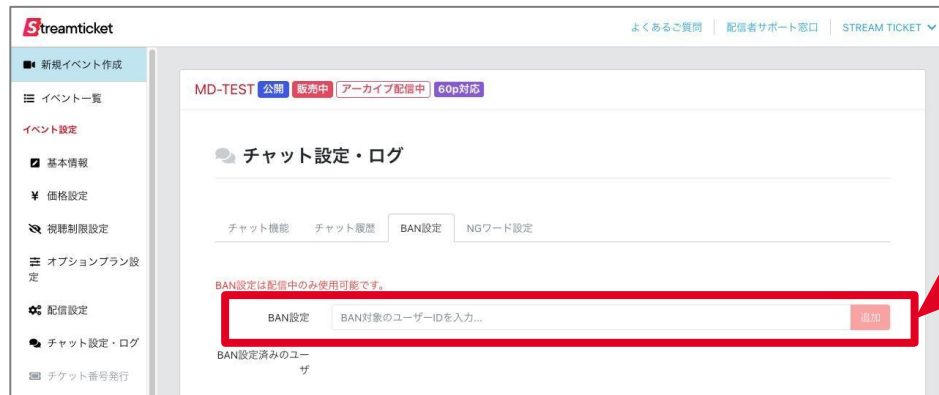 Streamticket
よくあるご質問 配信者サポート窓口 STREAM TICKET
新規イベント作成
イベント一覧
イベント設定
基本情報
¥ 価格設定
視聴制限設定
オプションプラン設
定
配信設定
チャット設定・ログ
チケット番号発行
MD-TEST 公開 販売中 アーカイブ配信中 60p対応
チャット設定・ログ
チャット機能 チャット履歴 BAN設定 NGワード設定
BAN設定は配信中のみ使用可能です。
BAN設定 BAN対象のユーザーIDを入力... 追加
BAN設定済みのユー
ザ